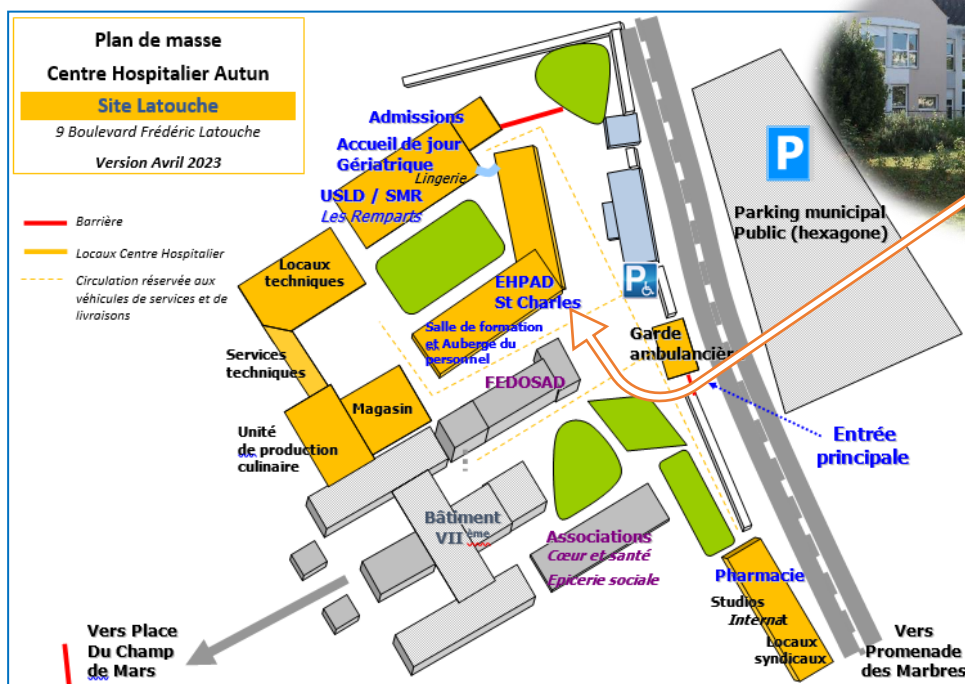 Plan de masse
Centre Hospitalier Autun
Site Latouche
9 Boulevard Frédéric Latouche
Version Avril 2023
Barrière
Locaux Centre Hospitalier
Circulation réservée aux
véhicules de services et de
livraisons
Admissions
Accueil de jour
Gériatrique
Lingerie
USLD / SMR
Les Remparts
Locaux
techniques
EHPAD
St Charles
Salle de formation
et Auberge du
personnel
P
Parking municipal
Public (hexagone)
P
Garde
ambulancièr
Services
techniques
FEDOSAD
Magasin
Unité
de production
culinaire
Entrée
principale
Bâtiment
VII ème
Associations
Cœur et santé
Epicerie sociale
Pharmacie
Studios
Internat
Locaux
syndicaux
Vers Place
Du Champ
de Mars
Vers
Promenade
des Marbres